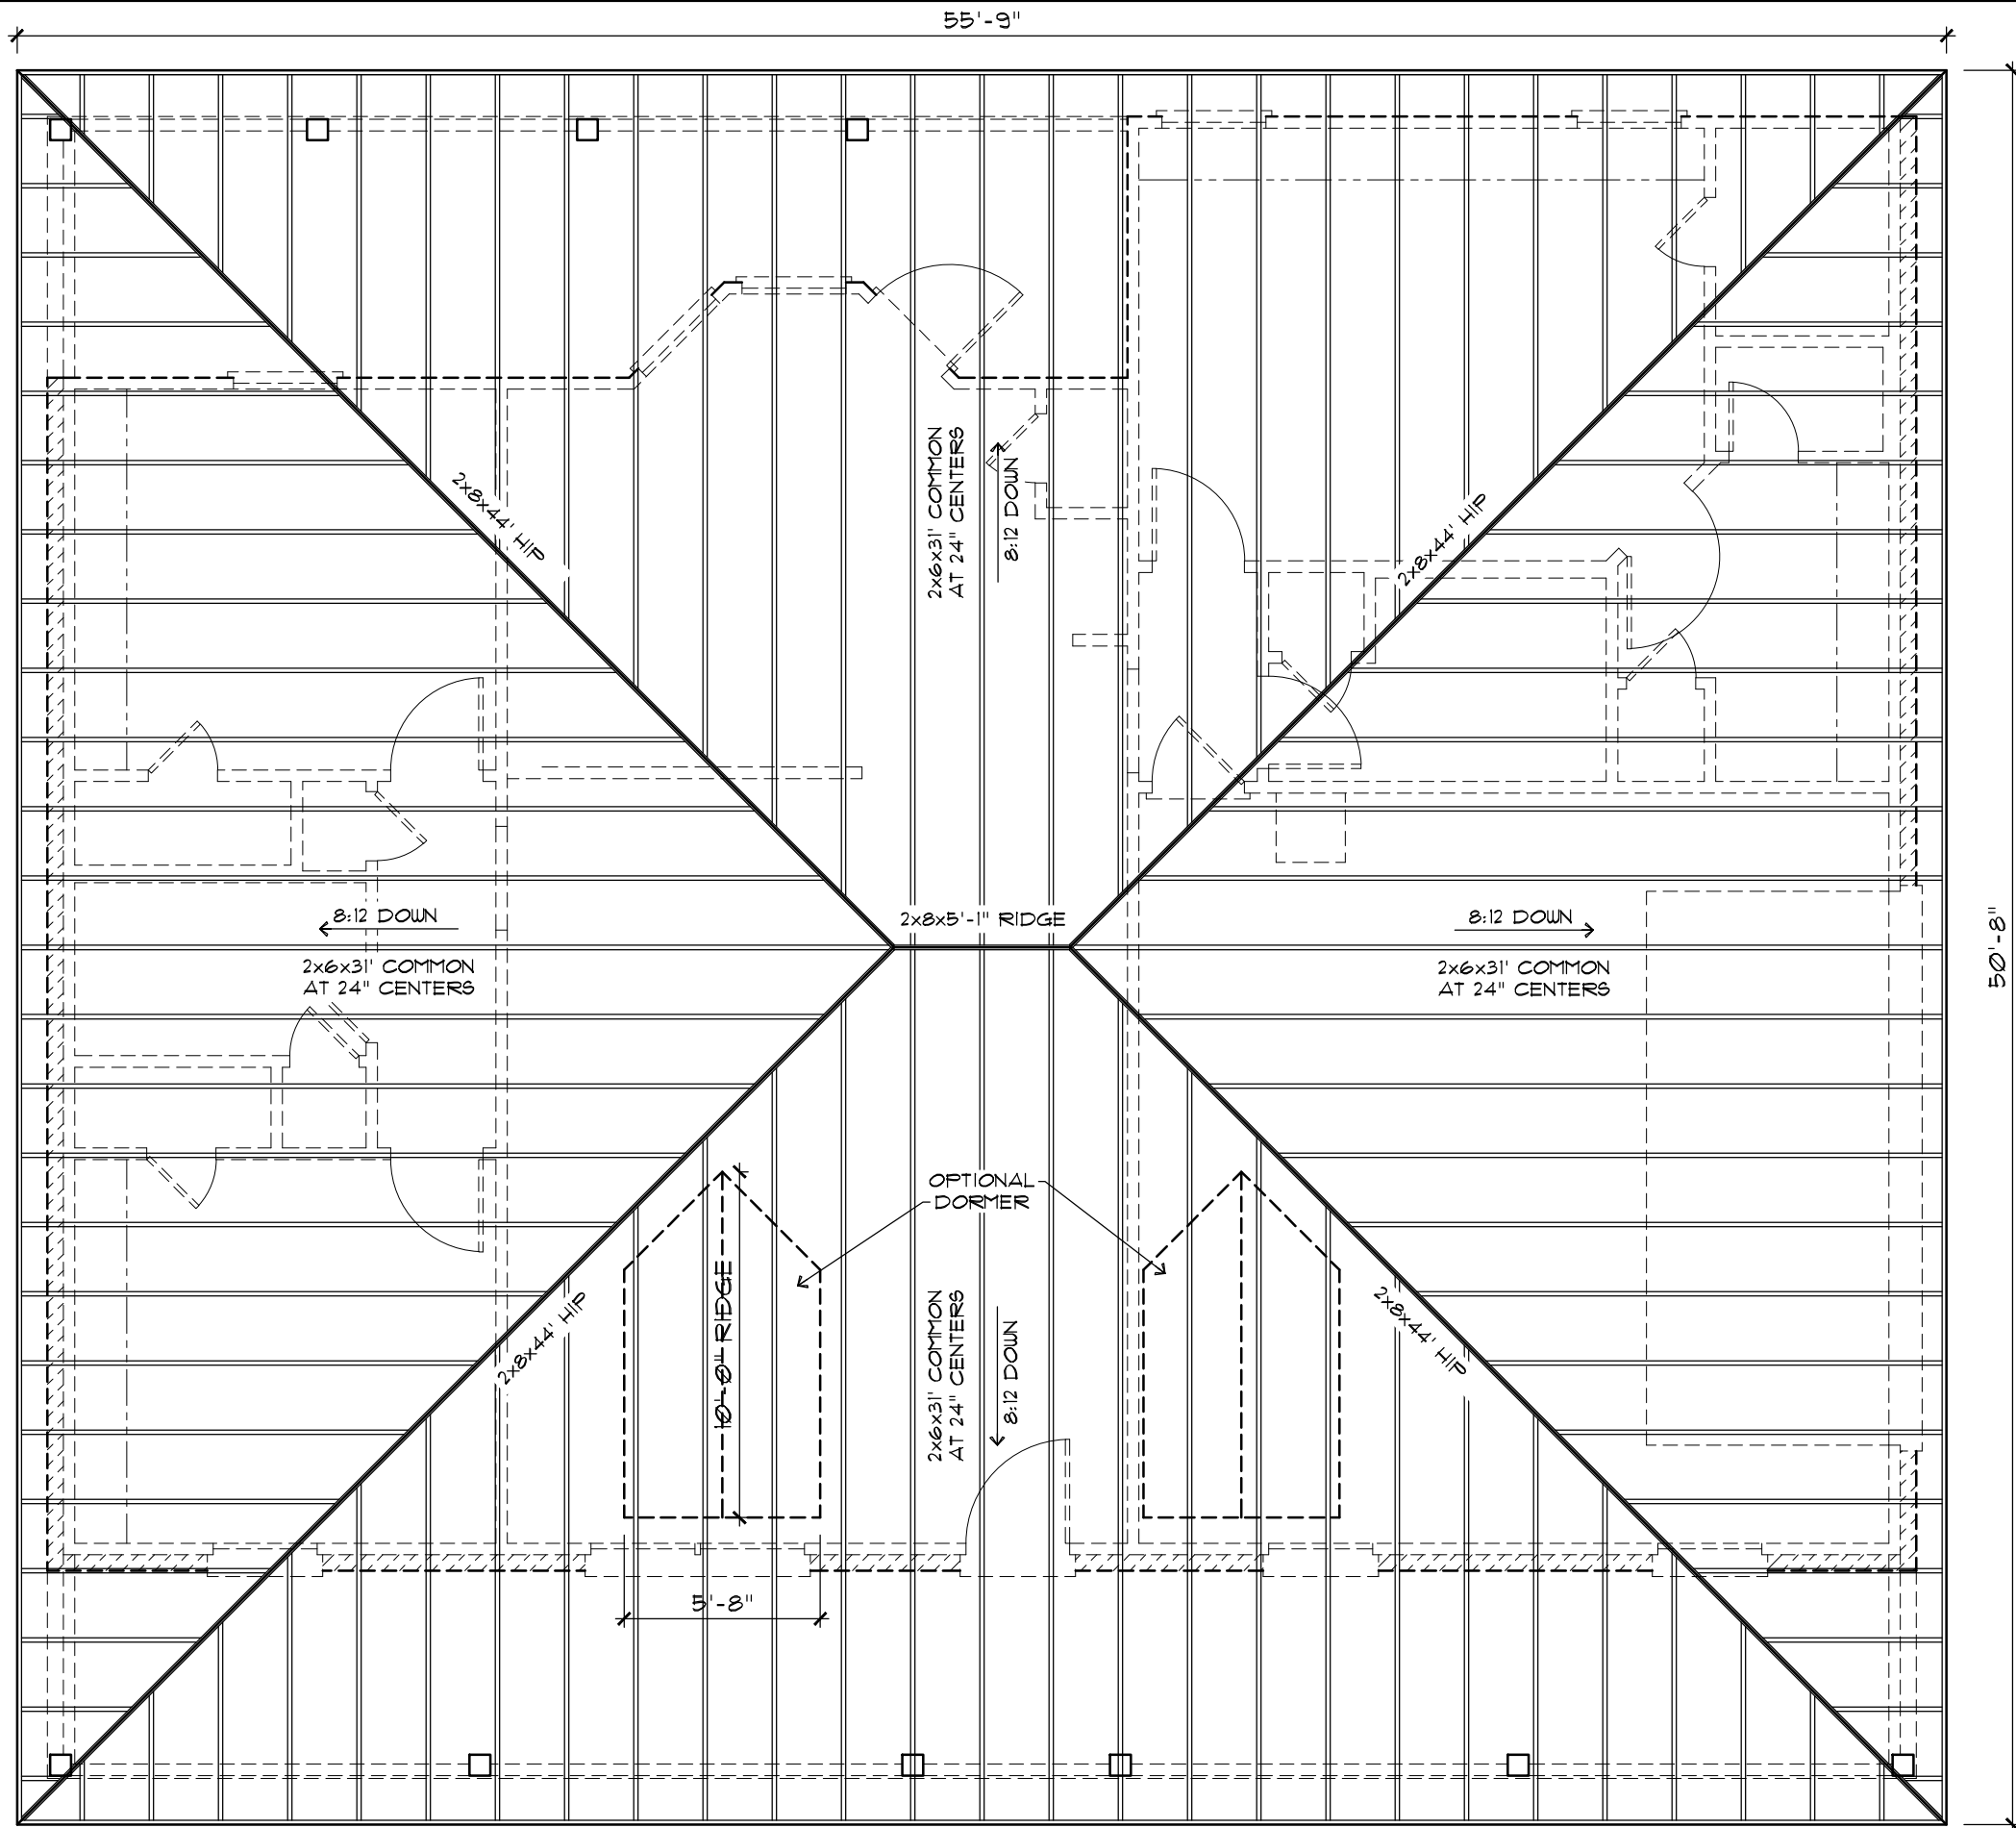 55'-9"
2x6x31' COMMON
AT 24" CENTERS
8:12 DOWN
2x8x44' HIP
2x8x44' HIP
2x8x5'-1" RIDGE
8:12 DOWN
2x6x31' COMMON
AT 24" CENTERS
8:12 DOWN
2x6x31' COMMON
AT 24" CENTERS
50'-8"
OPTIONAL
DORMER
10'-0" RIDGE
2x8x44' HIP
2x6x31' COMMON
AT 24" CENTERS
8:12 DOWN
2x8x44' HIP
5'-8"